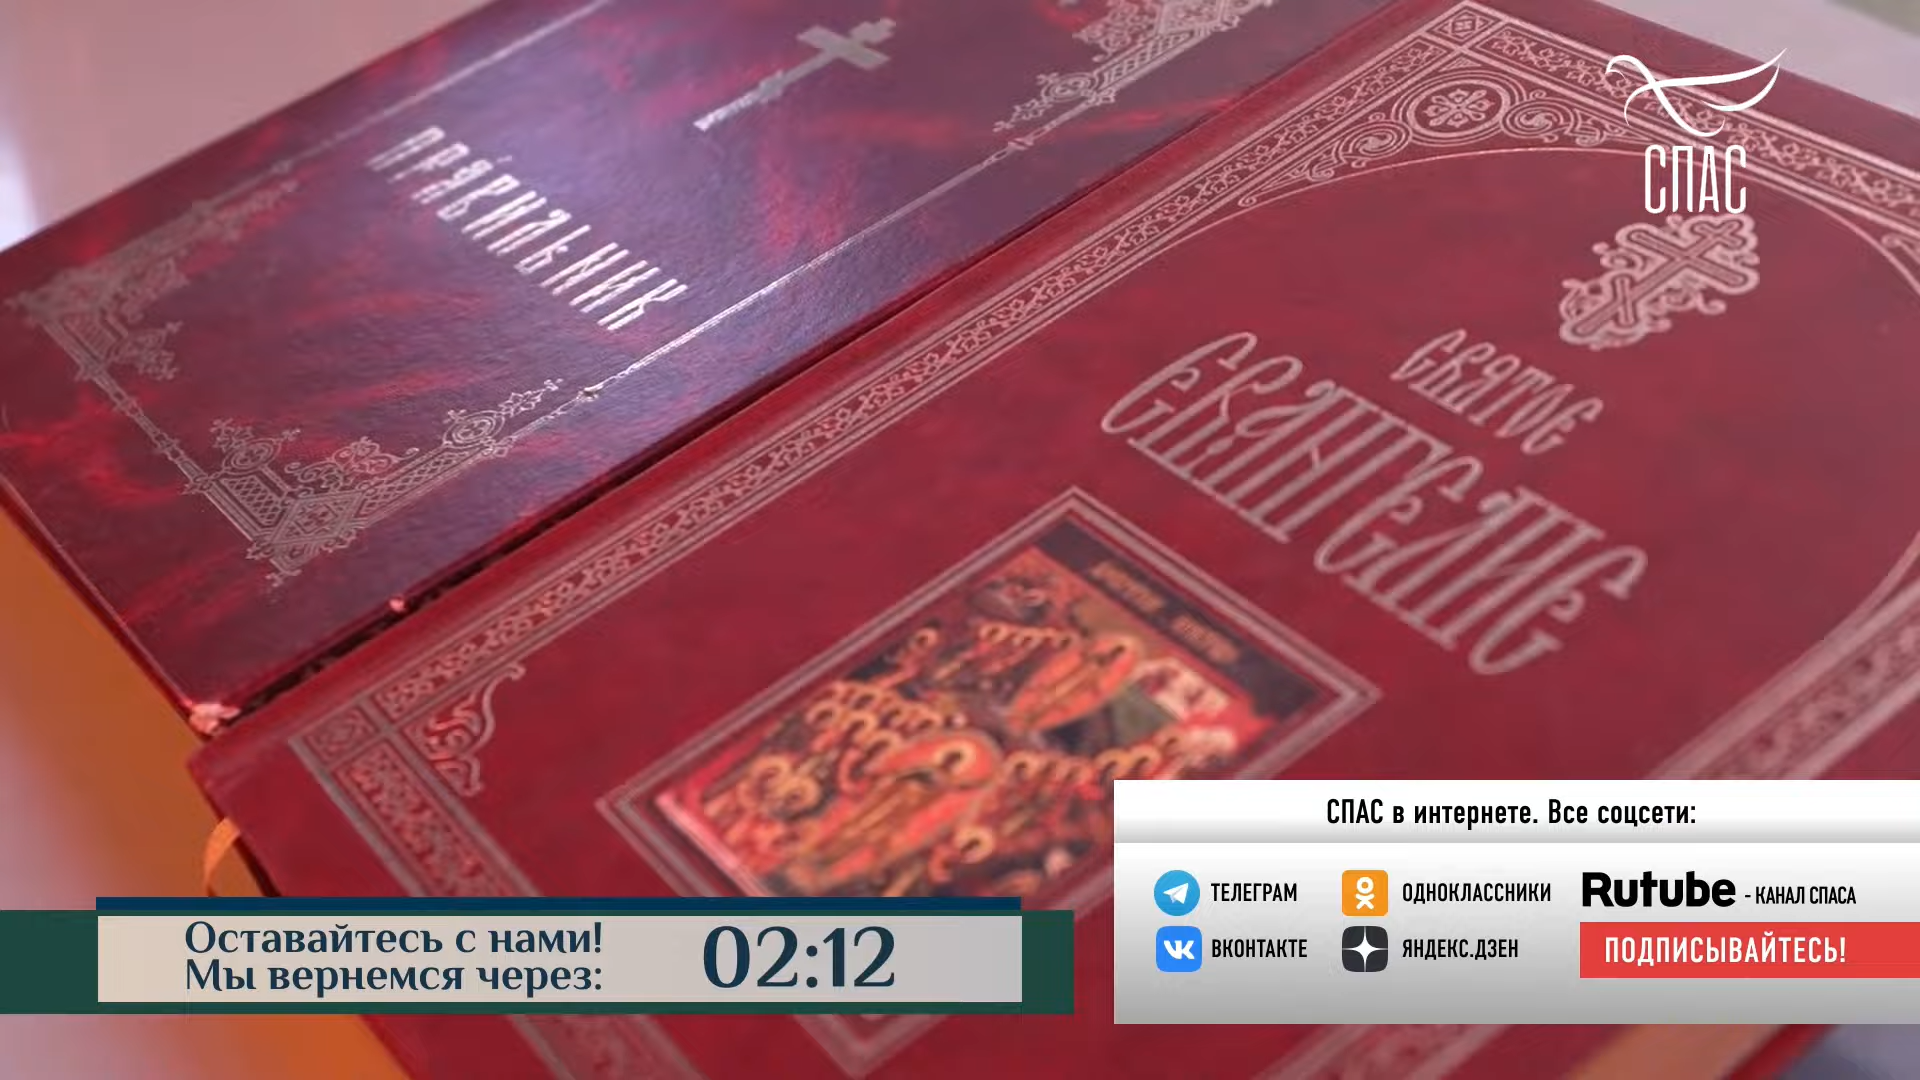 СПАС
ПРАВИЛЬНИК
СВЯТОЕ
ЕВАНГЕЛИЕ
СПАС в интернете. Все соцсети:
ТЕЛЕГРАМ
ОДНОКЛАССНИКИ
Rutube - КАНАЛ СПАСА
ВКОНТАКТЕ
ЯНДЕКС.ДЗЕН
ПОДПИСЫВАЙТЕСЬ!
Оставайтесь с нами!
Мы вернемся через:
02:12